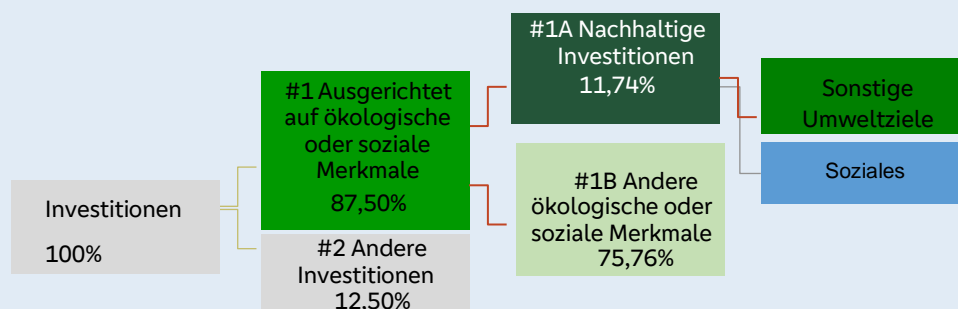 Investitionen
100%
#1 Ausgerichtet
auf ökologische
oder soziale
Merkmale
87,50%
#2 Andere
Investitionen
12,50%
#1A Nachhaltige
Investitionen
11,74%
#1B Andere
ökologische oder
soziale Merkmale
75,76%
Sonstige
Umweltziele
Soziales